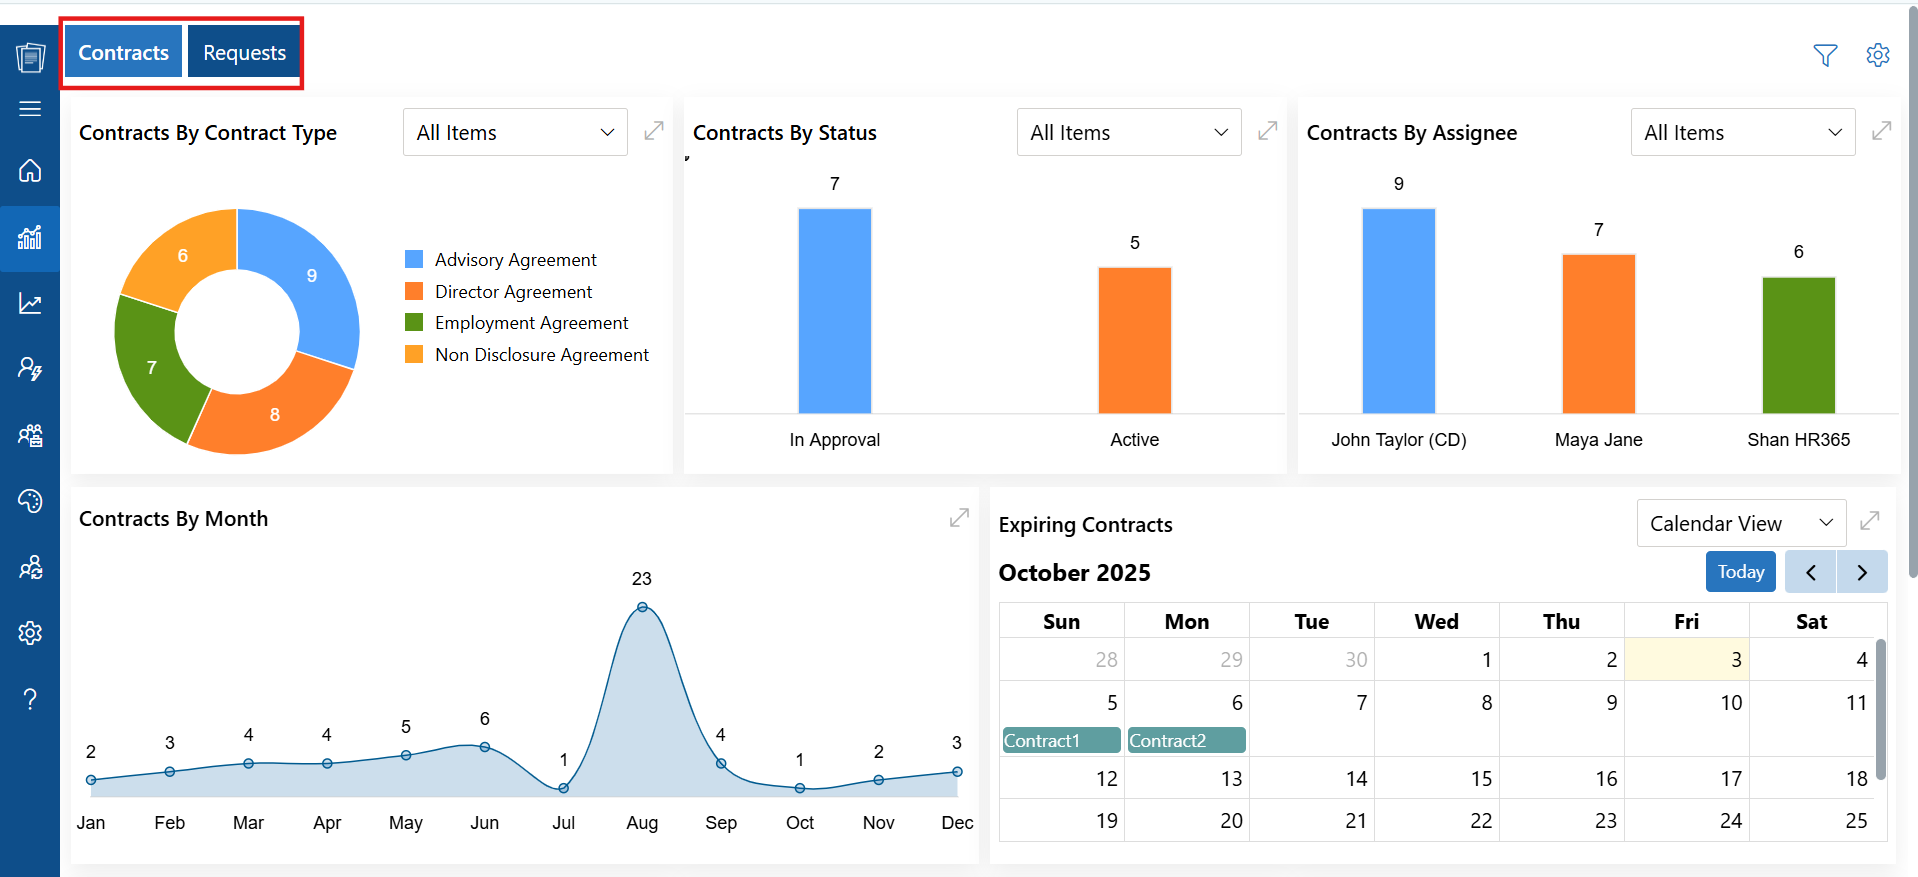 Contracts Requests
Contracts By Contract Type All Items
6 9
7 8
Advisory Agreement
Director Agreement
Employment Agreement
Non Disclosure Agreement
Contracts By Status All Items
7
5
In Approval Active
Contracts By Assignee All Items
9
7
6
John Taylor (CD) Maya Jane Shan HR365
Contracts By Month
2 3 4 4 5 6 1 23 4 1 2 3
Jan Feb Mar Apr May Jun Jul Aug Sep Oct Nov Dec
Expiring Contracts Calendar View
October 2025 Today
Sun Mon Tue Wed Thu Fri Sat
28 29 30 1 2 3 4
5 6 7 8 9 10 11
Contract1 Contract2
12 13 14 15 16 17 18
19 20 21 22 23 24 25